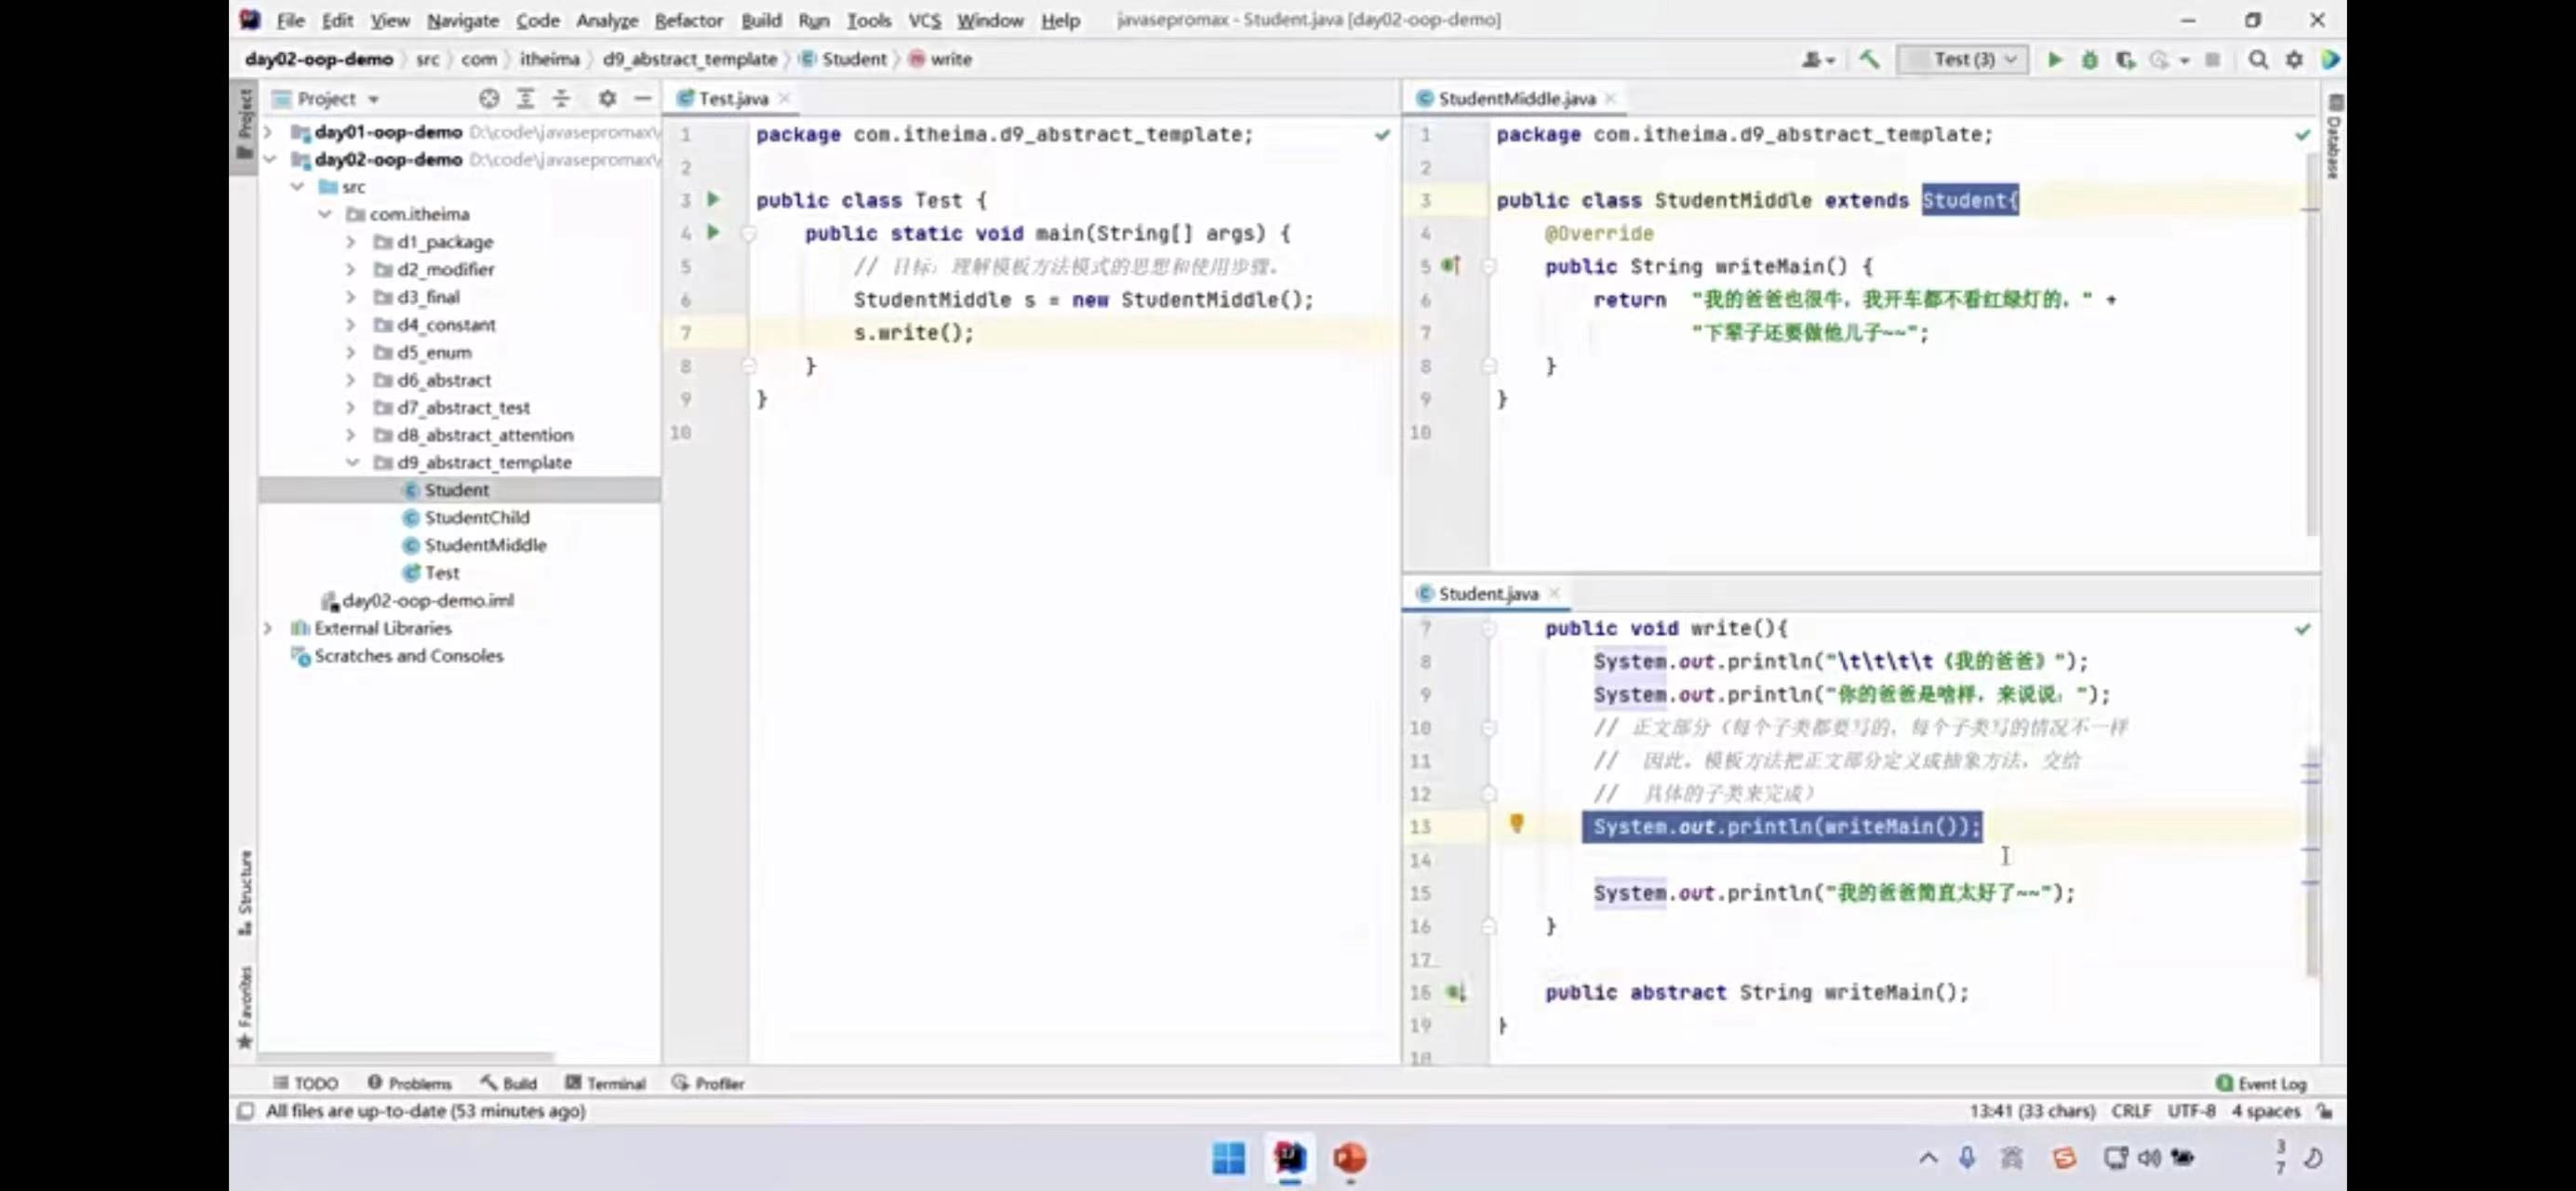 File Edit View Navigate Code Analyze Refactor Build Run Tools VCS Window Help javasepromax - Student.java [day02-oop-demo]
day02-oop-demo src com itheima d9_abstract_template Student write
Test (3)
Project
Project
day01-oop-demo D:\code\javasepromax\
day02-oop-demo D:\code\javasepromax\
src
com.itheima
d1_package
d2_modifier
d3_final
d4_constant
d5_enum
d6_abstract
d7_abstract_test
d8_abstract_attention
d9_abstract_template
Student
StudentChild
StudentMiddle
Test
day02-oop-demo.iml
External Libraries
Scratches and Consoles
Structure
Favorites
Test.java
1 package com.itheima.d9_abstract_template;
2
3 public class Test {
4 public static void main(String[] args) {
5 // 目标：理解模板方法模式的思想和使用步骤。
6 StudentMiddle s = new StudentMiddle();
7 s.write();
8 }
9 }
10
StudentMiddle.java
1 package com.itheima.d9_abstract_template;
2
3 public class StudentMiddle extends Student{
4 @Override
5 public String writeMain() {
6 return "我的爸爸也很牛，我开车都不看红绿灯的，" +
7 "下辈子还要做他儿子~~";
8 }
9 }
10
Database
Student.java
7 public void write(){
8 System.out.println("\t\t\t\t《我的爸爸》");
9 System.out.println("你的爸爸是啥样，来说说：");
10 // 正文部分（每个子类都要写的，每个子类写的情况不一样
11 // 因此，模板方法把正文部分定义成抽象方法，交给
12 // 具体的子类来完成）
13 System.out.println(writeMain());
14
15 System.out.println("我的爸爸简直太好了~~");
16 }
17
public abstract String writeMain();
19 }
TODO Problems Build Terminal Profiler Event Log
All files are up-to-date (53 minutes ago) 13:41 (33 chars) CRLF UTF-8 4 spaces
英
3
7